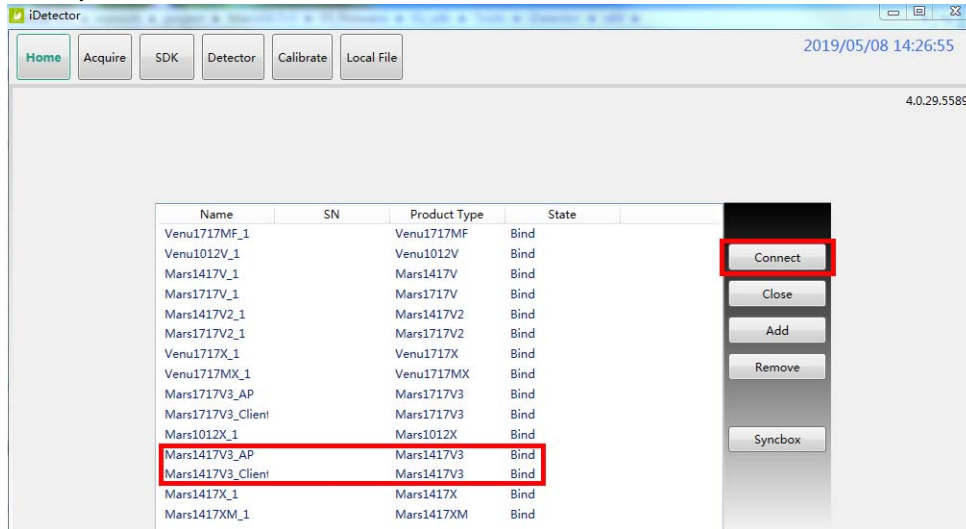 iDetector
Home Acquire SDK Detector Calibrate Local File
2019/05/08 14:26:55
4.0.29.5589
Name SN Product Type State
Venu1717MF_1 Venu1717MF Bind
Venu1012V_1 Venu1012V Bind
Connect
Mars1417V_1 Mars1417V Bind
Mars1717V_1 Mars1717V Bind
Close
Mars1417V2_1 Mars1417V2 Bind
Mars1717V2_1 Mars1717V2 Bind
Add
Venu1717X_1 Venu1717X Bind
Venu1717MX_1 Venu1717MX Bind
Remove
Mars1717V3_AP Mars1717V3 Bind
Mars1717V3_Client Mars1717V3 Bind
Mars1012X_1 Mars1012X Bind
Syncbox
Mars1417V3_AP Mars1417V3 Bind
Mars1417V3_Client Mars1417V3 Bind
Mars1417X_1 Mars1417X Bind
Mars1417XM_1 Mars1417XM Bind